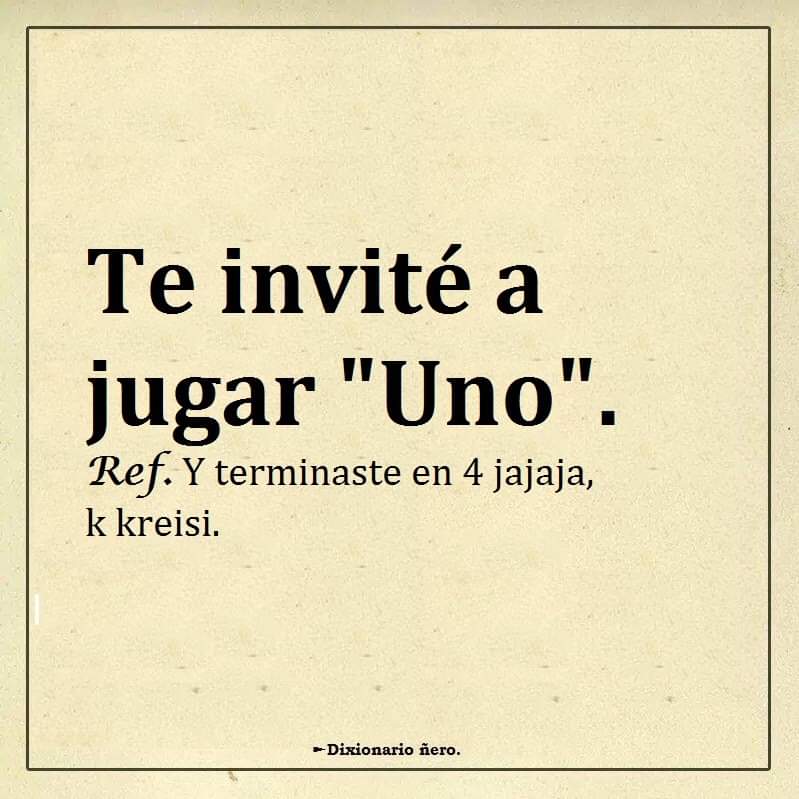 Te invité a
jugar "Uno".
Ref. Y terminaste en 4 jajaja,
k kreisi.
►Dixionario ñero.